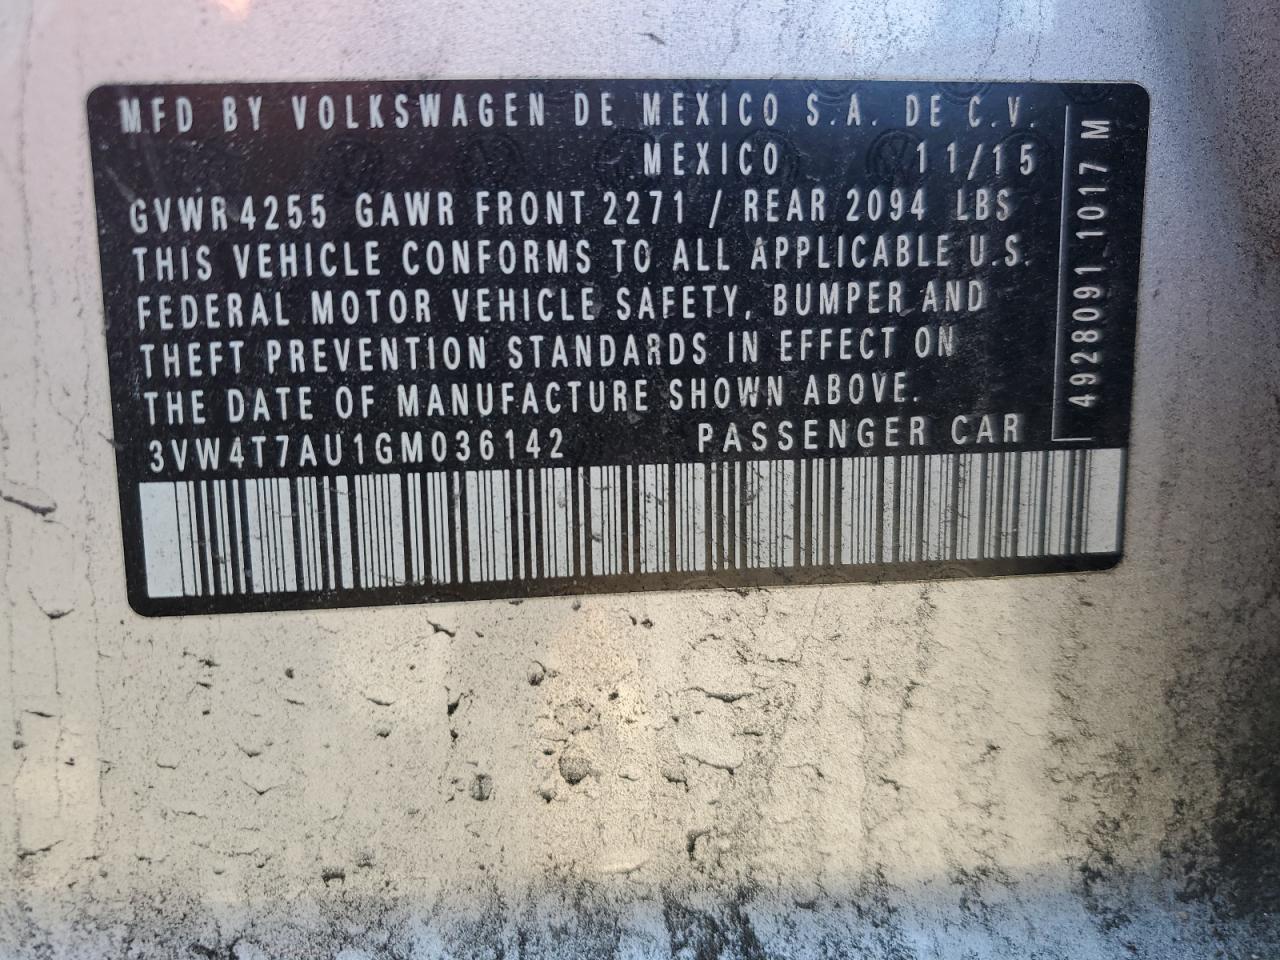 MFD BY VOLKSWAGEN DE MEXICO S.A. DE C.V.
MEXICO 11/15
GVWR 4255 GAWR FRONT 2271 / REAR 2094 LBS
THIS VEHICLE CONFORMS TO ALL APPLICABLE U.S.
FEDERAL MOTOR VEHICLE SAFETY, BUMPER AND
THEFT PREVENTION STANDARDS IN EFFECT ON
THE DATE OF MANUFACTURE SHOWN ABOVE.
3VW4T7AU1GM036142 PASSENGER CAR
4928091 1017 M